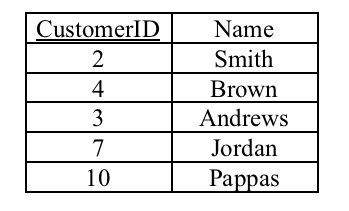 CustomerID Name
2 Smith
4 Brown
3 Andrews
7 Jordan
10 Pappas